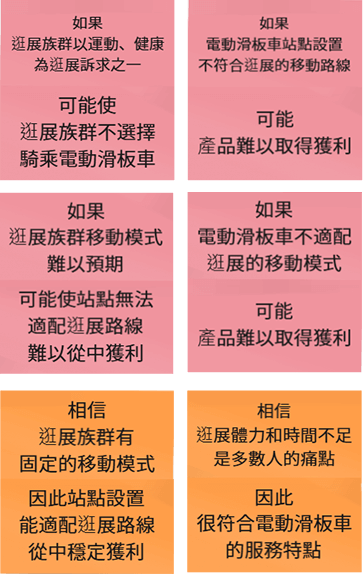 如果
逛展族群以運動、健康
為逛展訴求之一
可能使
逛展族群不選擇
騎乘電動滑板車
如果
電動滑板車站點設置
不符合逛展的移動路線
可能
產品難以取得獲利
如果
逛展族群移動模式
難以預期
可能使站點無法
適配逛展路線
難以從中獲利
如果
電動滑板車不適配
逛展的移動模式
可能
產品難以取得獲利
相信
逛展族群有
固定的移動模式
因此站點設置
能適配逛展路線
從中穩定獲利
相信
逛展體力和時間不足
是多數人的痛點
因此
很符合電動滑板車
的服務特點